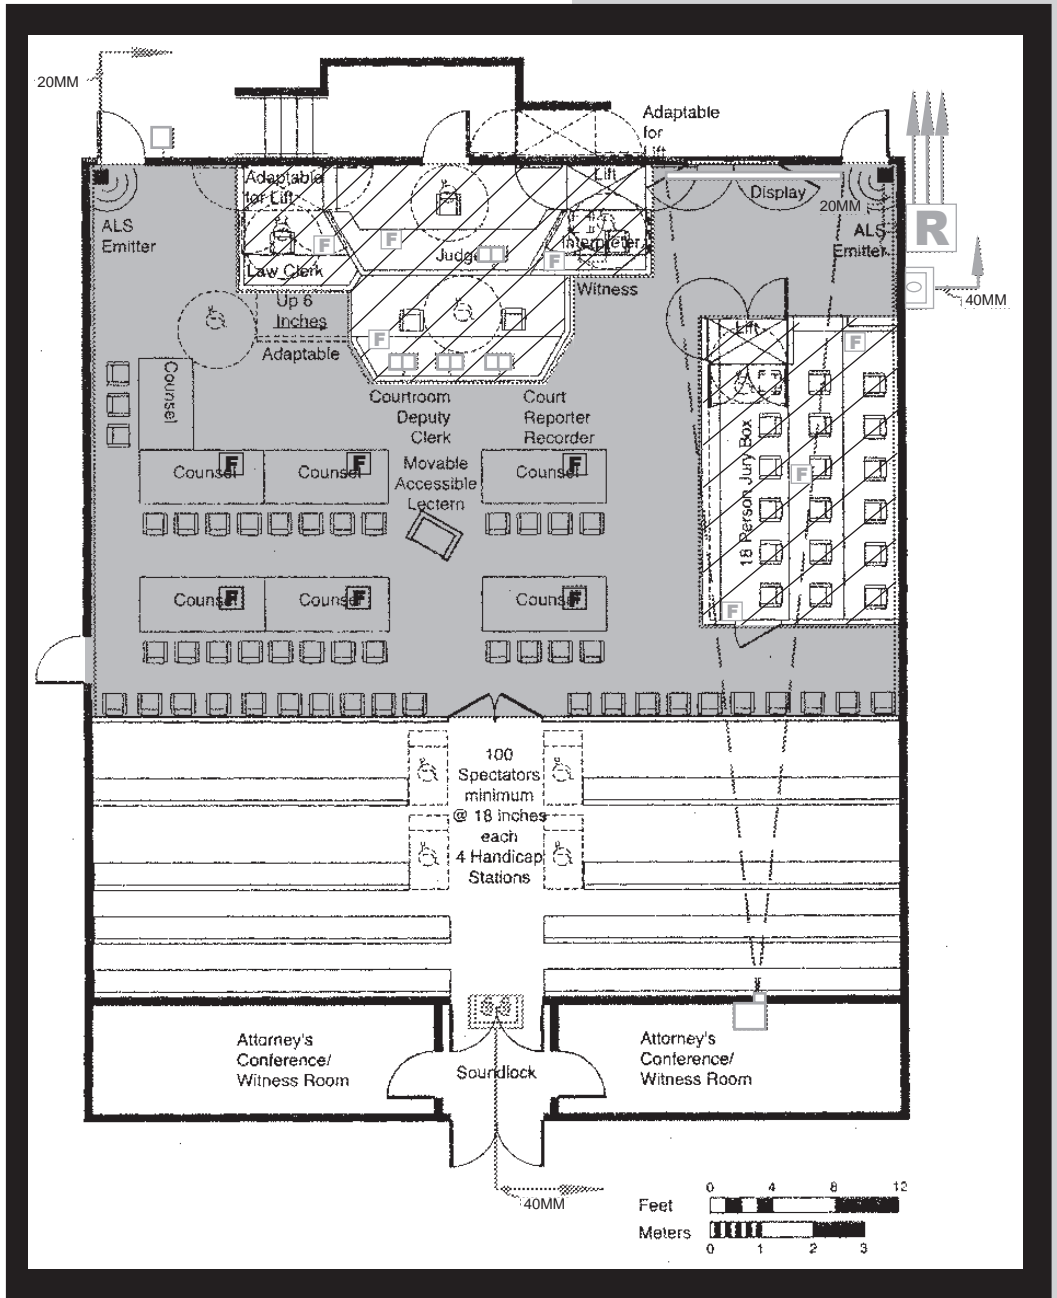 20MM
Adaptable
for
Lift
Adaptable
for Lift
Lift
Display
20MM
R
ALS
Emitter
ALS
Emitter
F
F
Judge
Interpreter
F
Law Clerk
Witness
40MM
Up 6
Inches
Adaptable
F
Lift
F
Counsel
Courtroom
Deputy
Clerk
Court
Reporter
Recorder
Movable
Accessible
Lectern
Counsel
F
Counsel
F
Counsel
F
18 Person Jury Box
F
Counsel
F
Counsel
F
Counsel
F
F
100
Spectators
minimum
@ 18 inches
each
4 Handicap
Stations
Attorney's
Conference/
Witness Room
Soundlock
Attorney's
Conference/
Witness Room
40MM
0 4 8 12
Feet
Meters
0 1 2 3